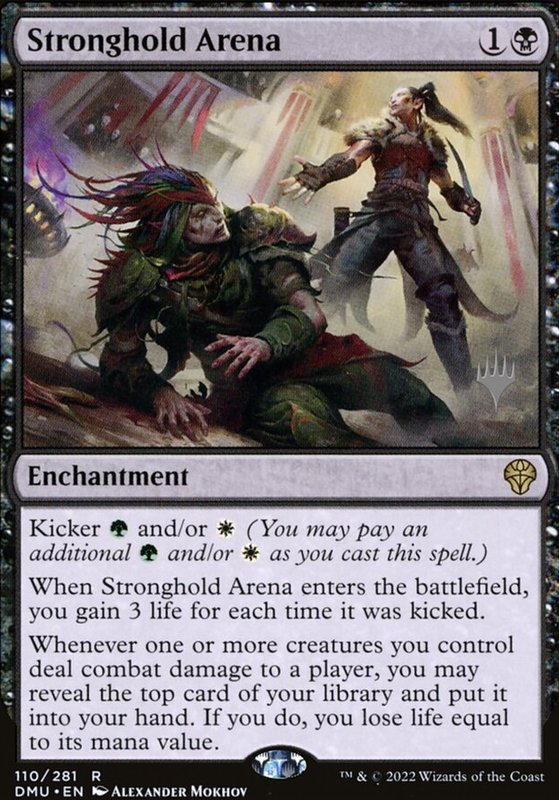 Stronghold Arena 1
Enchantment
Kicker and/or (You may pay an
additional and/or as you cast this spell.)
When Stronghold Arena enters the battlefield,
you gain 3 life for each time it was kicked.
Whenever one or more creatures you control
deal combat damage to a player, you may
reveal the top card of your library and put it
into your hand. If you do, you lose life equal
to its mana value.
110/281 R
DMU • EN Alexander Mokhov
™ & © 2022 Wizards of the Coast